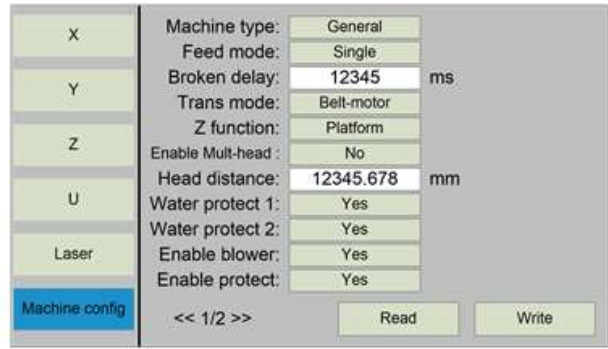 X
Y
Z
U
Laser
Machine config
Machine type: General
Feed mode: Single
Broken delay: 12345 ms
Trans mode: Belt-motor
Z function: Platform
Enable Mult-head : No
Head distance: 12345.678 mm
Water protect 1: Yes
Water protect 2: Yes
Enable blower: Yes
Enable protect: Yes
<< 1/2 >> Read Write